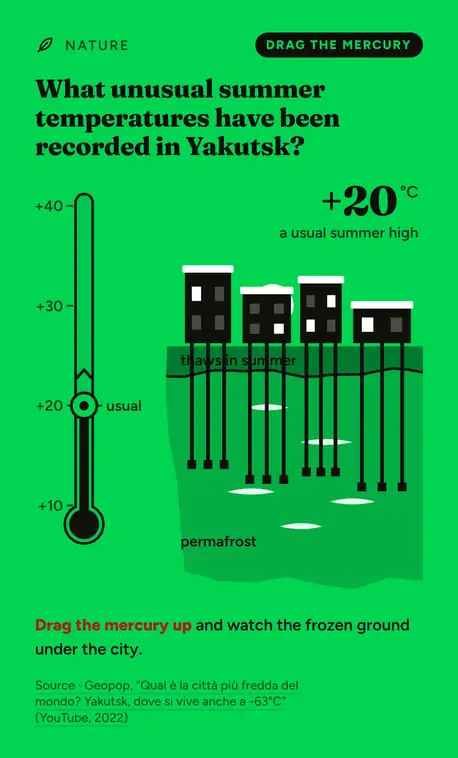 NATURE
DRAG THE MERCURY
What unusual summer
temperatures have been
recorded in Yakutsk?
+20 °C
a usual summer high
+40
+30
+20
usual
+10
thaws in summer
permafrost
Drag the mercury up and watch the frozen ground
under the city.
Source · Geopop, “Qual è la città più fredda del
mondo? Yakutsk, dove si vive anche a -63°C”
(YouTube, 2022)